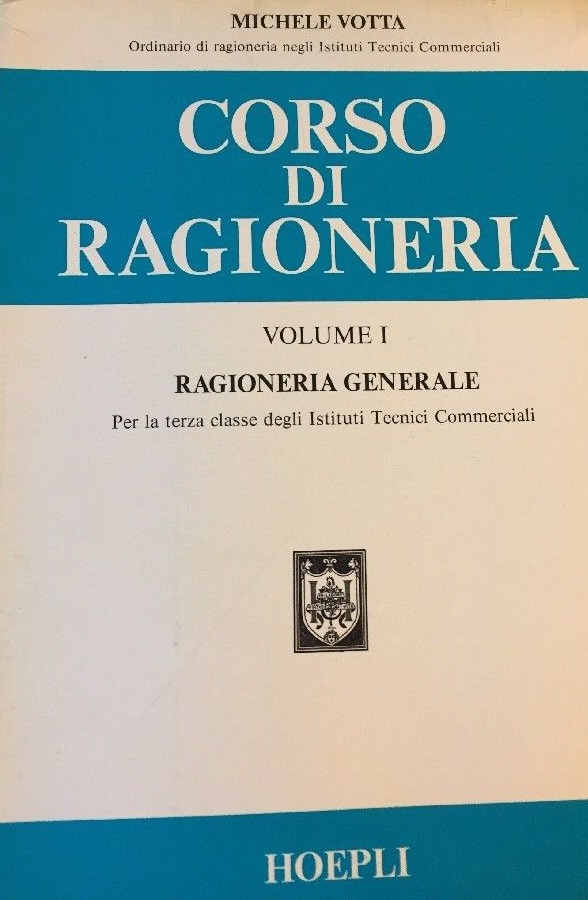 MICHELE VOTTA
Ordinario di ragioneria negli Istituti Tecnici Commerciali
CORSO
DI
RAGIONERIA
VOLUME I
RAGIONERIA GENERALE
Per la terza classe degli Istituti Tecnici Commerciali
HOEPLI